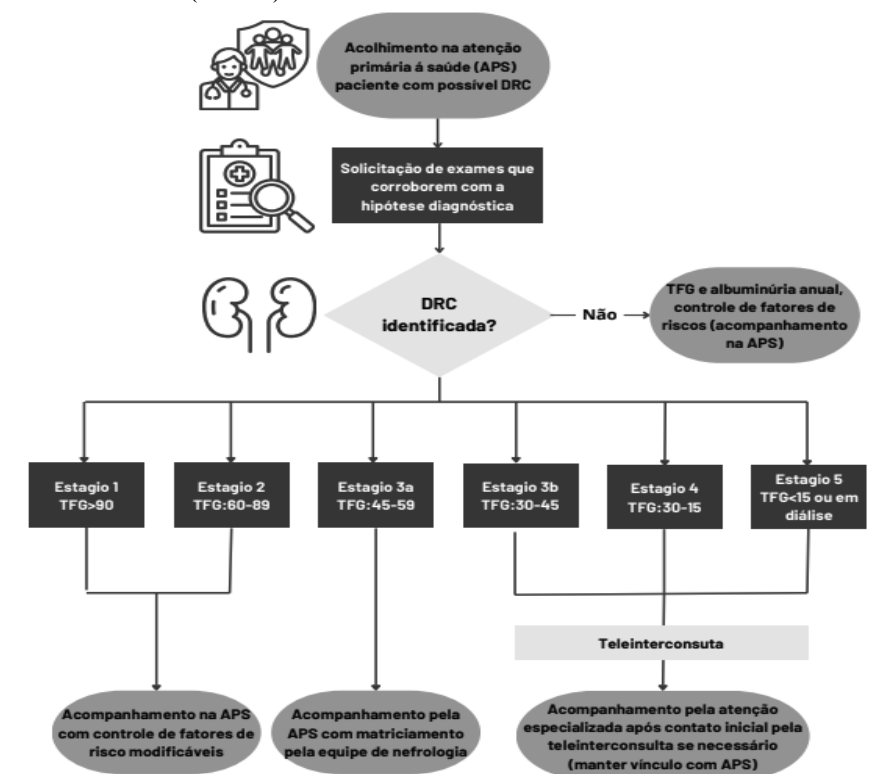 Acolhimento na atenção
primária á saúde (APS)
paciente com possível DRC
Solicitação de exames que
corroborem com a
hipótese diagnóstica
DRC
identificada?
Não
TFG e albuminúria anual,
controle de fatores de
riscos (acompanhamento
na APS)
Estagio 1
TFG>90
Estagio 2
TFG:60-89
Estagio 3a
TFG:45-59
Estagio 3b
TFG:30-45
Estagio 4
TFG:30-15
Estagio 5
TFG<15 ou em
diálise
Teleinterconsuta
Acompanhamento na APS
com controle de fatores de
risco modificáveis
Acompanhamento pela
APS com matriciamento
pela equipe de nefrologia
Acompanhamento pela atenção
especializada após contato inicial pela
teleinterconsulta se necessário
(manter vínculo com APS)